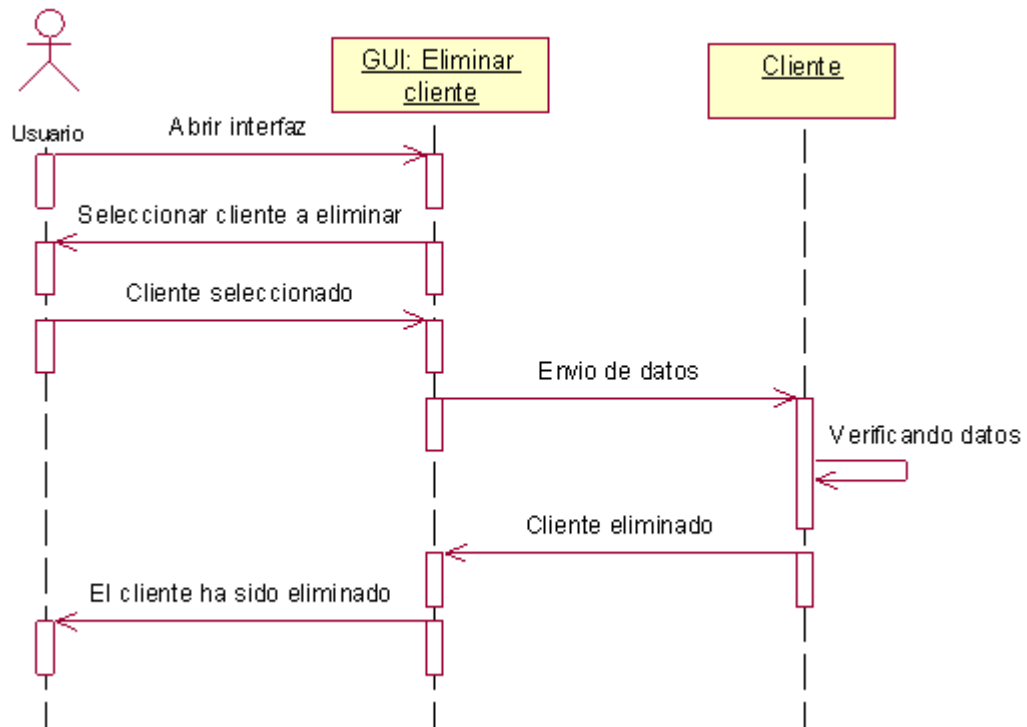 GUI: Eliminar
cliente
Cliente
Usuario
Abrir interfaz
Seleccionar cliente a eliminar
Cliente seleccionado
Envio de datos
Verificando datos
Cliente eliminado
El cliente ha sido eliminado